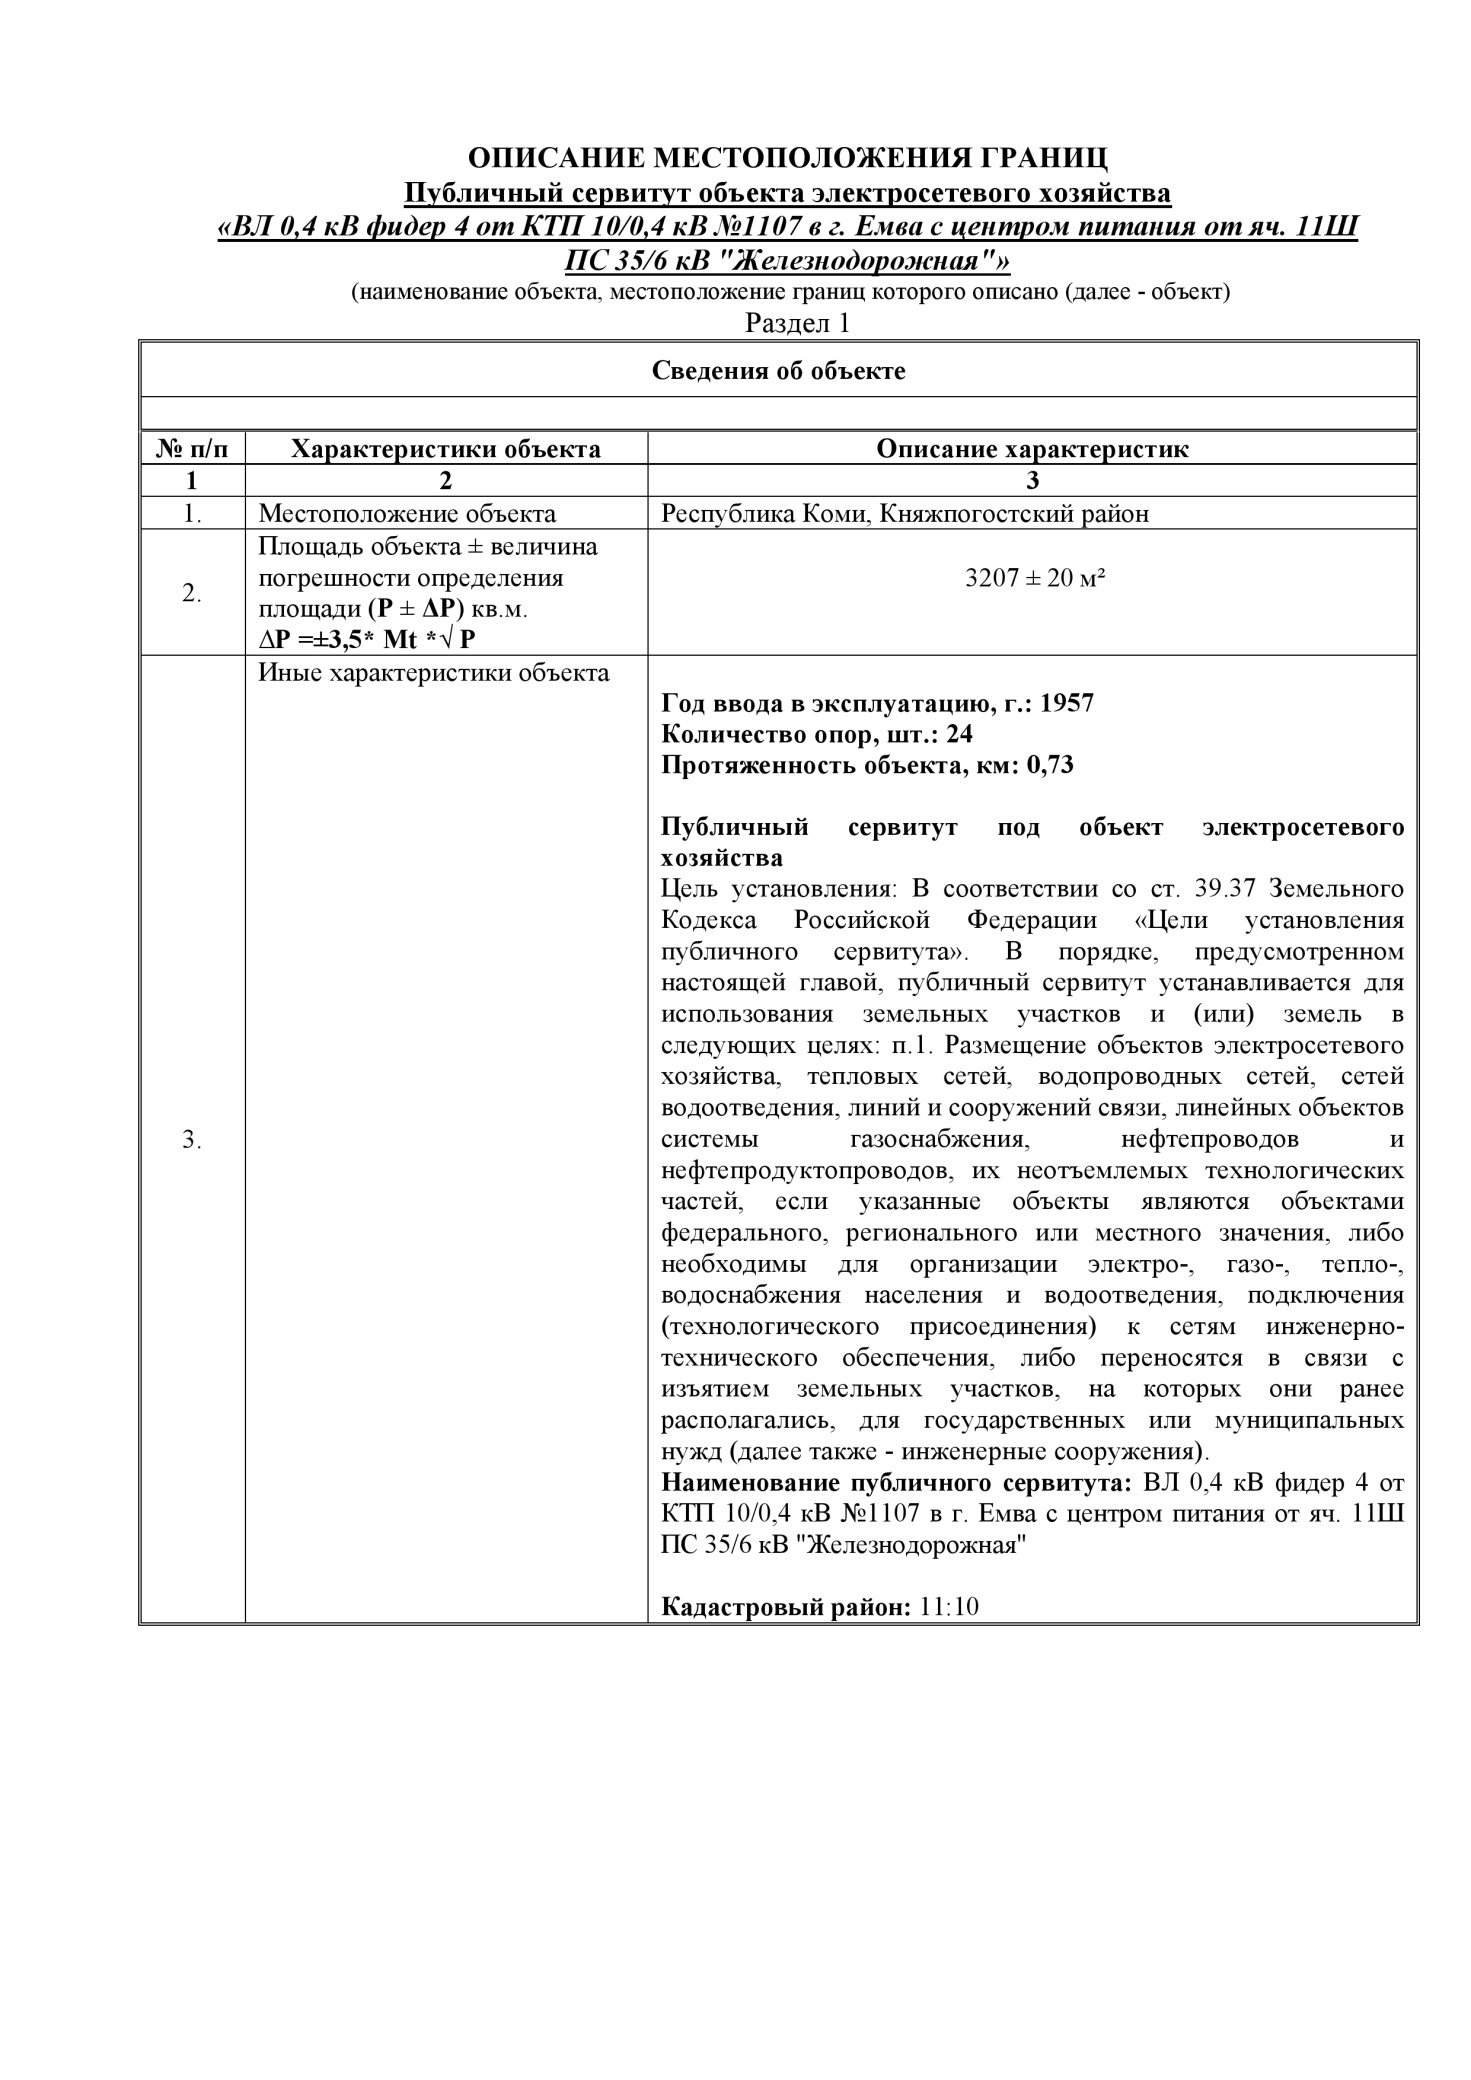 ОПИСАНИЕ МЕСТОПОЛОЖЕНИЯ ГРАНИЦ
Публичный сервитут объекта электросетевого хозяйства
«ВЛ 0,4 кВ фидер 4 от КТП 10/0,4 кВ №1107 в г. Емва с центром питания от яч. 11Ш
ПС 35/6 кВ "Железнодорожная"»
(наименование объекта, местоположение границ которого описано (далее - объект)
Раздел 1
Сведения об объекте
№ п/п Характеристики объекта Описание характеристик
1 2 3
1. Местоположение объекта Республика Коми, Княжпогостский район
2. Площадь объекта ± величина
погрешности определения
площади (P ± ΔP) кв.м.
∆P =±3,5* Mt *√ P
3207 ± 20 м²
3. Иные характеристики объекта
Год ввода в эксплуатацию, г.: 1957
Количество опор, шт.: 24
Протяженность объекта, км: 0,73
Публичный сервитут под объект электросетевого
хозяйства
Цель установления: В соответствии со ст. 39.37 Земельного
Кодекса Российской Федерации «Цели установления
публичного сервитута». В порядке, предусмотренном
настоящей главой, публичный сервитут устанавливается для
использования земельных участков и (или) земель в
следующих целях: п.1. Размещение объектов электросетевого
хозяйства, тепловых сетей, водопроводных сетей, сетей
водоотведения, линий и сооружений связи, линейных объектов
системы газоснабжения, нефтепроводов и
нефтепродуктопроводов, их неотъемлемых технологических
частей, если указанные объекты являются объектами
федерального, регионального или местного значения, либо
необходимы для организации электро-, газо-, тепло-,
водоснабжения населения и водоотведения, подключения
(технологического присоединения) к сетям инженерно-
технического обеспечения, либо переносятся в связи с
изъятием земельных участков, на которых они ранее
располагались, для государственных или муниципальных
нужд (далее также - инженерные сооружения).
Наименование публичного сервитута: ВЛ 0,4 кВ фидер 4 от
КТП 10/0,4 кВ №1107 в г. Емва с центром питания от яч. 11Ш
ПС 35/6 кВ "Железнодорожная"
Кадастровый район: 11:10